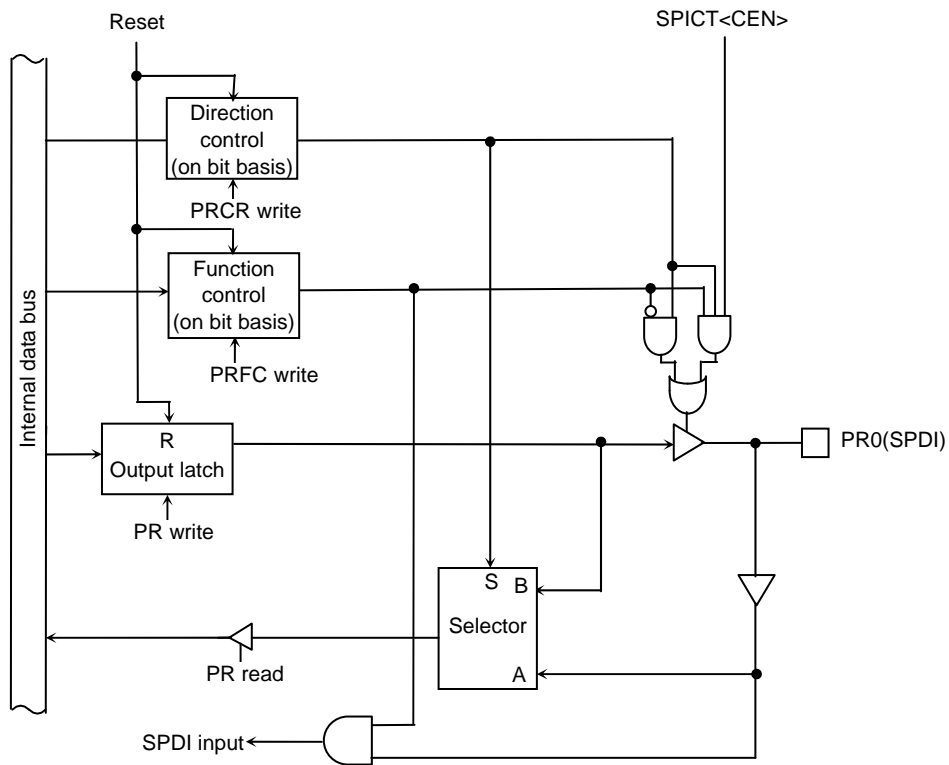 Reset
SPICT<CEN>
Direction
control
(on bit basis)
PRCR write
Function
control
(on bit basis)
PRFC write
Internal data bus
R
Output latch
PR write
PR0(SPDI)
S
B
Selector
A
PR read
SPDI input